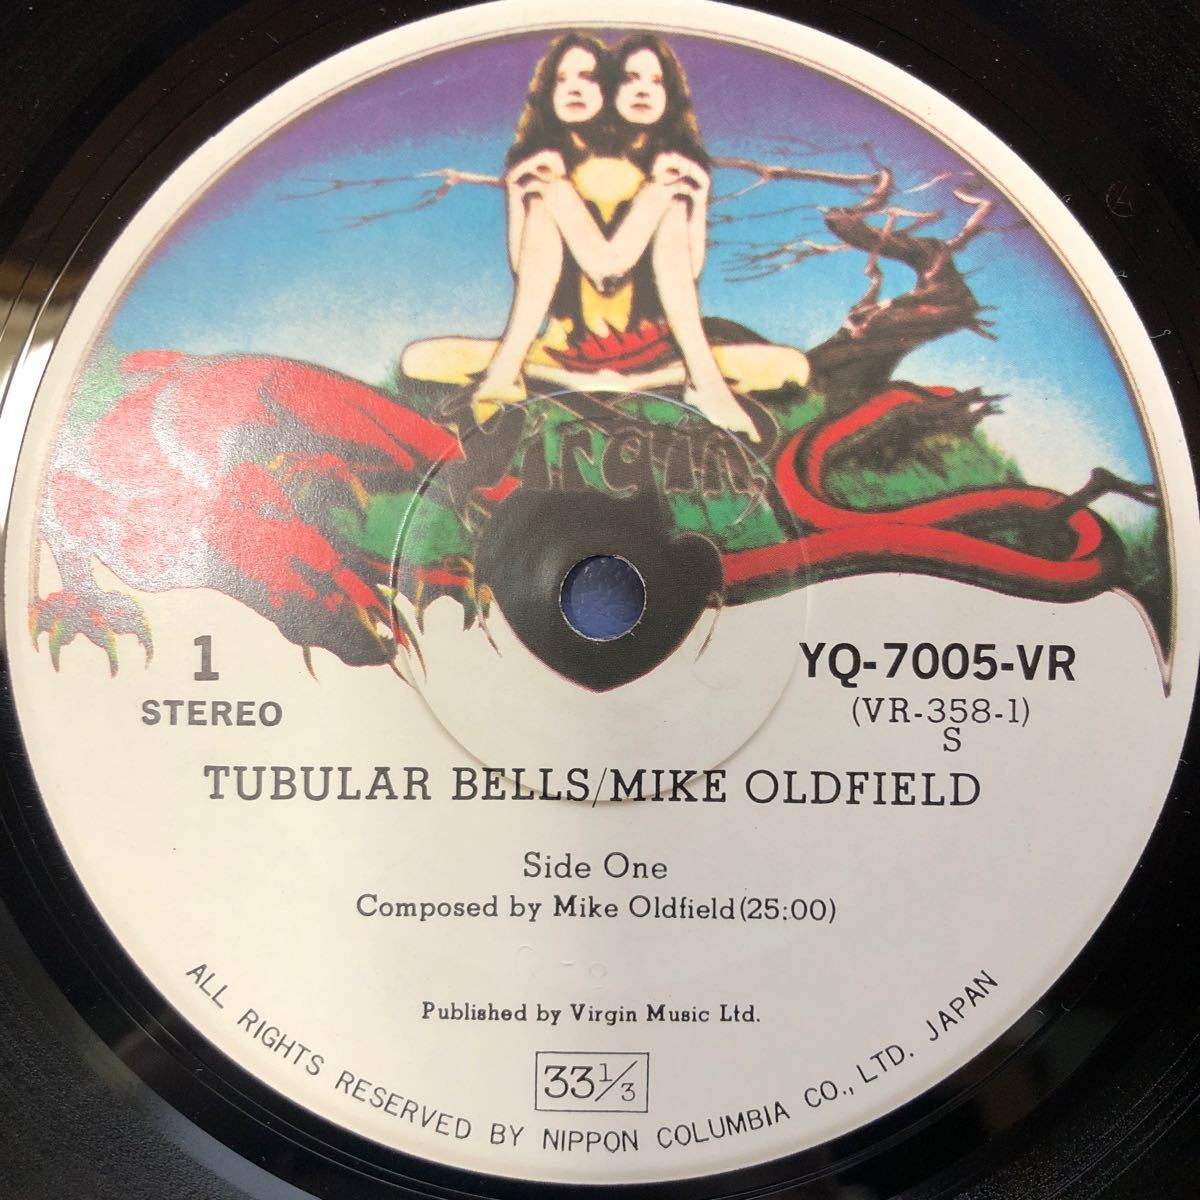 Virgin
1
STEREO
YQ-7005-VR
(VR-358-1)
S
TUBULAR BELLS/MIKE OLDFIELD
Side One
Composed by Mike Oldfield(25:00)
Published by Virgin Music Ltd.
33⅓
ALL RIGHTS RESERVED BY NIPPON COLUMBIA CO., LTD. JAPAN